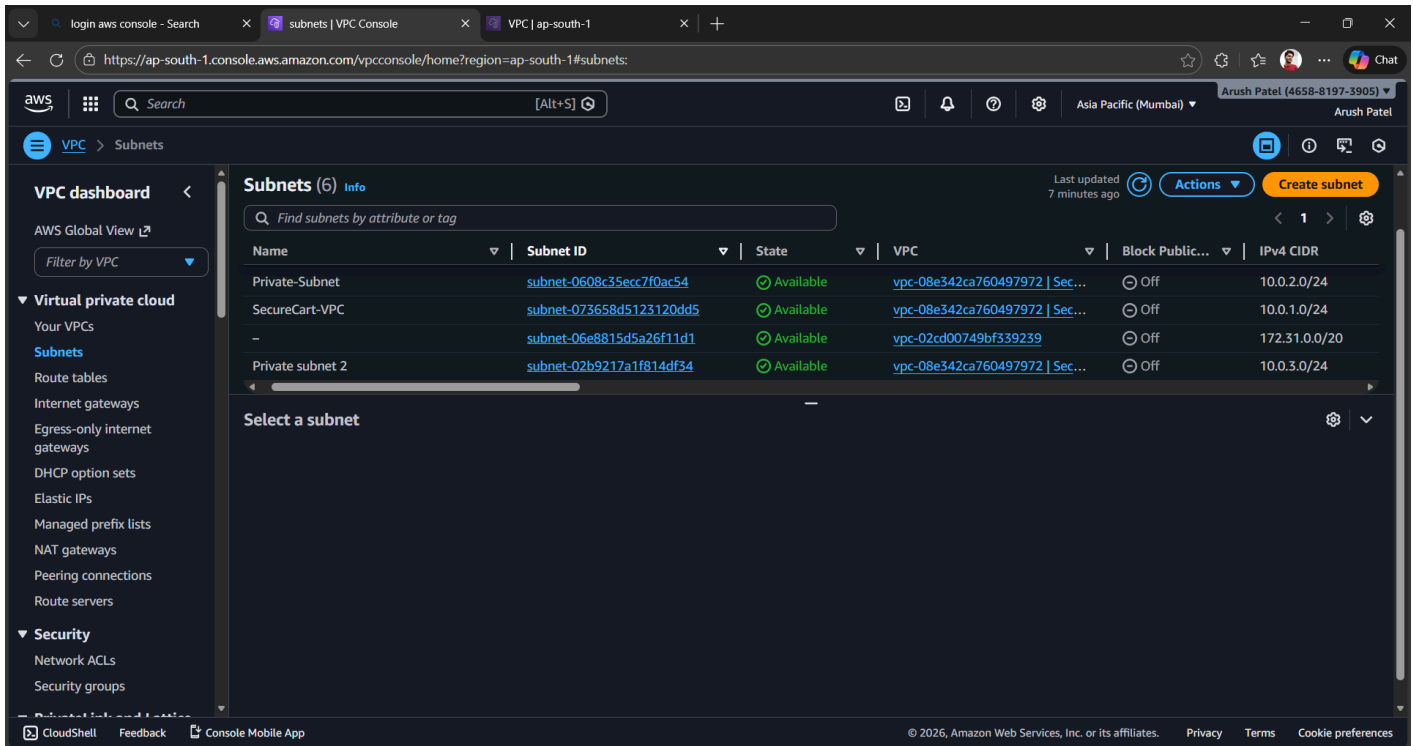 login aws console - Search
subnets | VPC Console
VPC | ap-south-1
https://ap-south-1.console.aws.amazon.com/vpcconsole/home?region=ap-south-1#subnets:
Chat
aws
Search
[Alt+S]
Asia Pacific (Mumbai)
Arush Patel (4658-8197-3905)
Arush Patel
VPC > Subnets
VPC dashboard
AWS Global View
Filter by VPC
Virtual private cloud
Your VPCs
Subnets
Route tables
Internet gateways
Egress-only internet
gateways
DHCP option sets
Elastic IPs
Managed prefix lists
NAT gateways
Peering connections
Route servers
Security
Network ACLs
Security groups
PrivateLink and Lattice
Subnets (6) Info
Last updated
7 minutes ago
Actions
Create subnet
Find subnets by attribute or tag
1
Name Subnet ID State VPC Block Public... IPv4 CIDR
Private-Subnet subnet-0608c35ecc7f0ac54 Available vpc-08e342ca760497972 | Sec... Off 10.0.2.0/24
SecureCart-VPC subnet-073658d5123120dd5 Available vpc-08e342ca760497972 | Sec... Off 10.0.1.0/24
– subnet-06e8815d5a26f11d1 Available vpc-02cd00749bf339239 Off 172.31.0.0/20
Private subnet 2 subnet-02b9217a1f814df34 Available vpc-08e342ca760497972 | Sec... Off 10.0.3.0/24
Select a subnet
CloudShell Feedback Console Mobile App
© 2026, Amazon Web Services, Inc. or its affiliates. Privacy Terms Cookie preferences